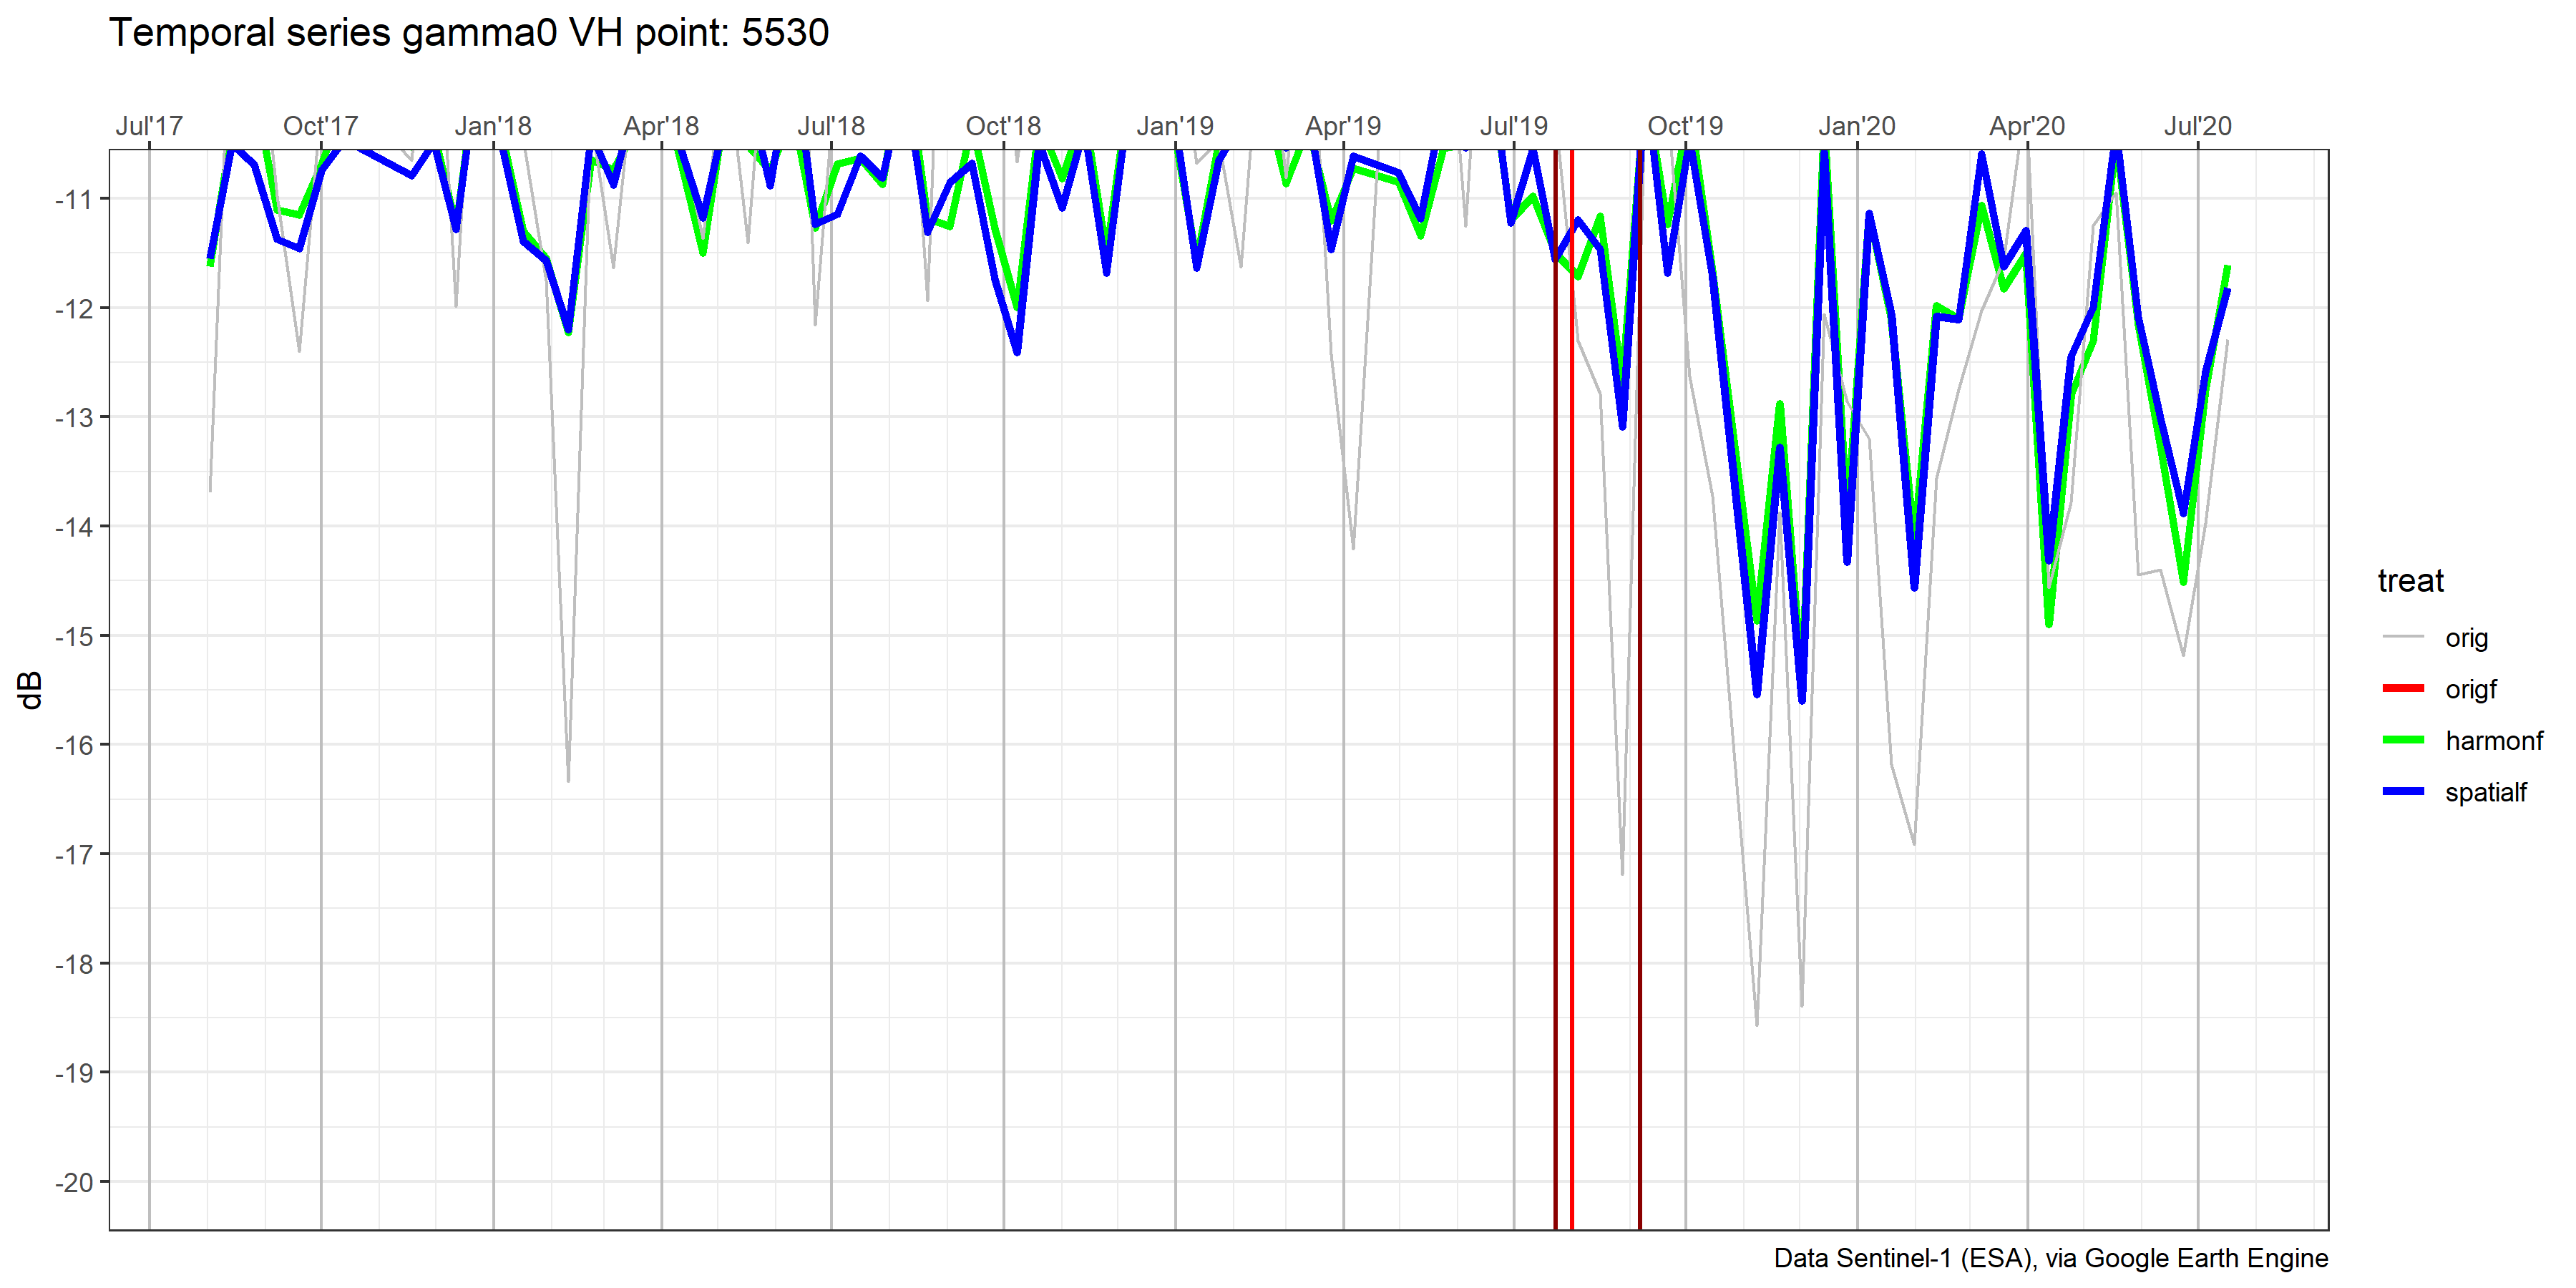 Temporal series gamma0 VH point: 5530
Jul'17 Oct'17 Jan'18 Apr'18 Jul'18 Oct'18 Jan'19 Apr'19 Jul'19 Oct'19 Jan'20 Apr'20 Jul'20
-11
-12
-13
-14
-15
-16
-17
-18
-19
-20
dB
treat
orig
origf
harmonf
spatialf
Data Sentinel-1 (ESA), via Google Earth Engine